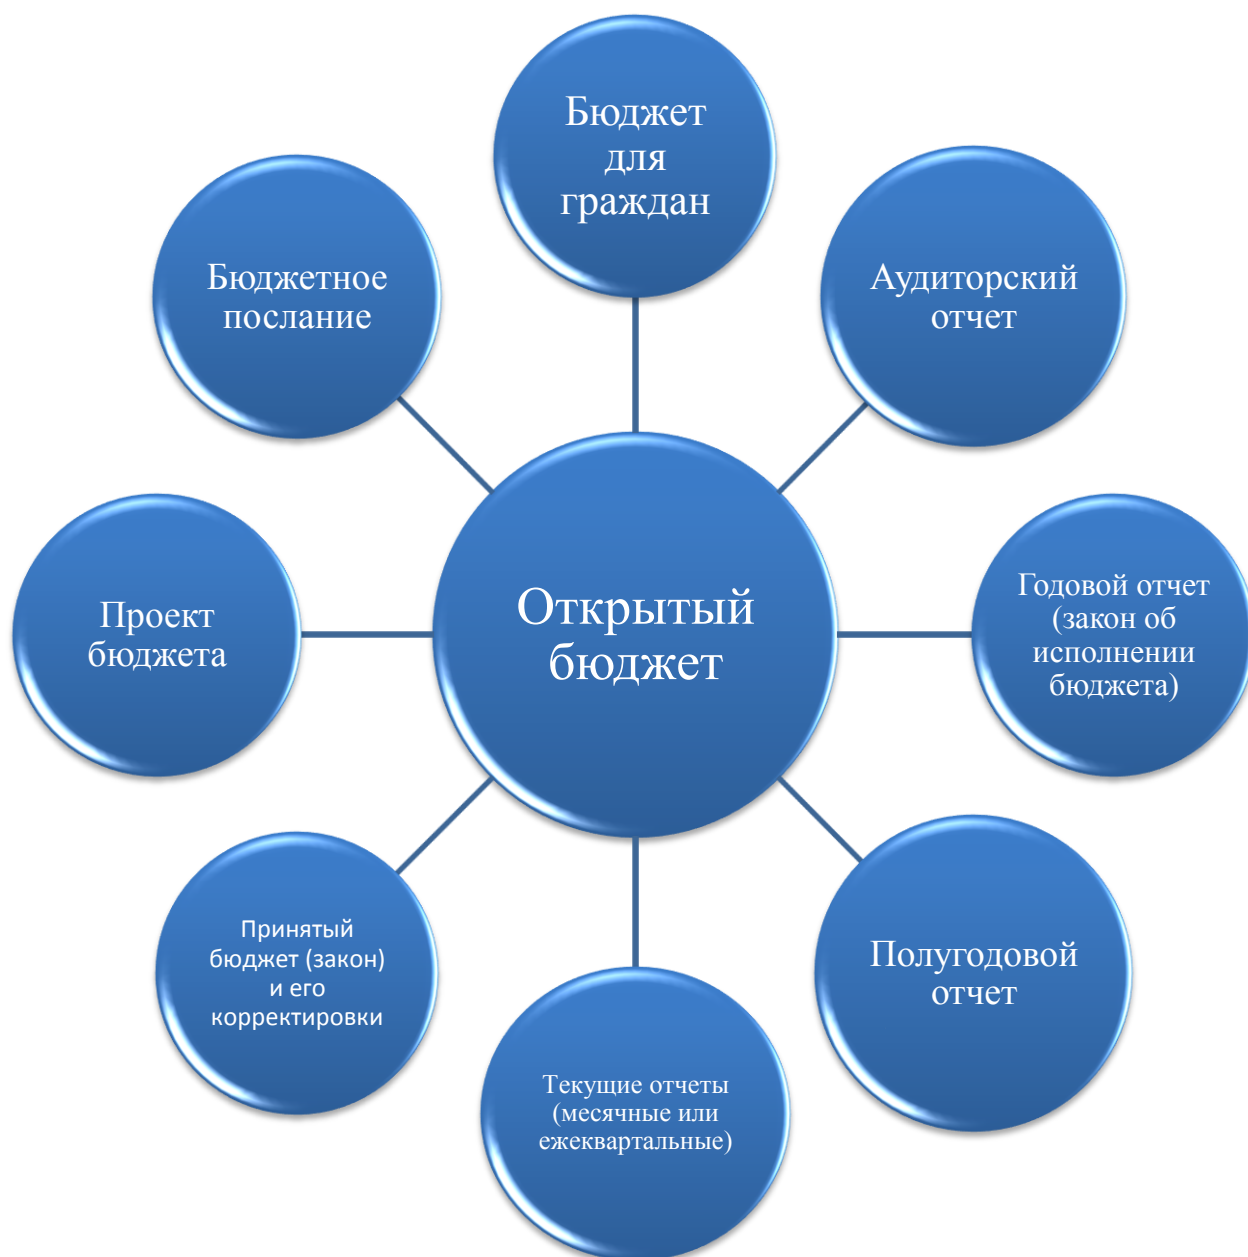 Бюджет
для
граждан
Бюджетное
послание
Аудиторский
отчет
Проект
бюджета
Открытый
бюджет
Годовой отчет
(закон об
исполнении
бюджета)
Принятый
бюджет (закон)
и его
корректировки
Полугодовой
отчет
Текущие отчеты
(месячные или
ежеквартальные)